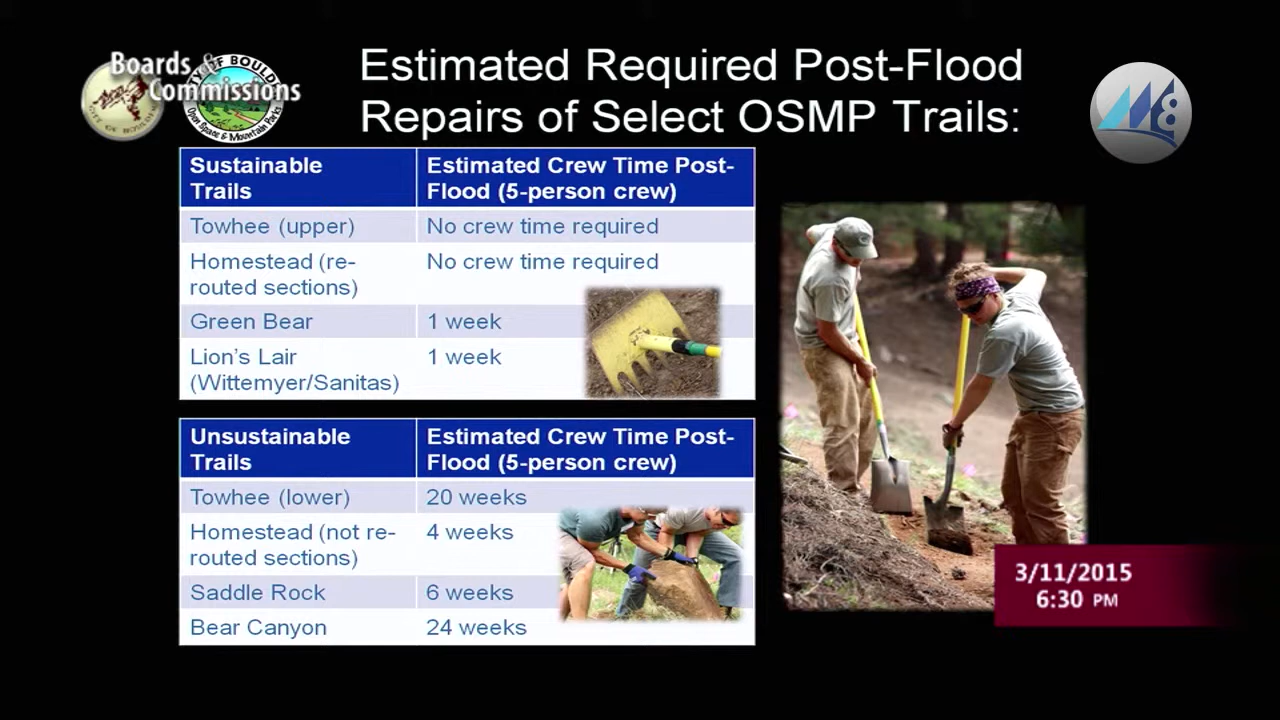 Boards &
Commissions
CITY OF BOULDER
Open Space & Mountain Parks
Estimated Required Post-Flood
Repairs of Select OSMP Trails:
M8
Sustainable
Trails
Estimated Crew Time Post-
Flood (5-person crew)
Towhee (upper)
No crew time required
Homestead (re-
routed sections)
No crew time required
Green Bear
1 week
Lion's Lair
(Wittemyer/Sanitas)
1 week
Unsustainable
Trails
Estimated Crew Time Post-
Flood (5-person crew)
Towhee (lower)
20 weeks
Homestead (not re-
routed sections)
4 weeks
Saddle Rock
6 weeks
Bear Canyon
24 weeks
3/11/2015
6:30 PM